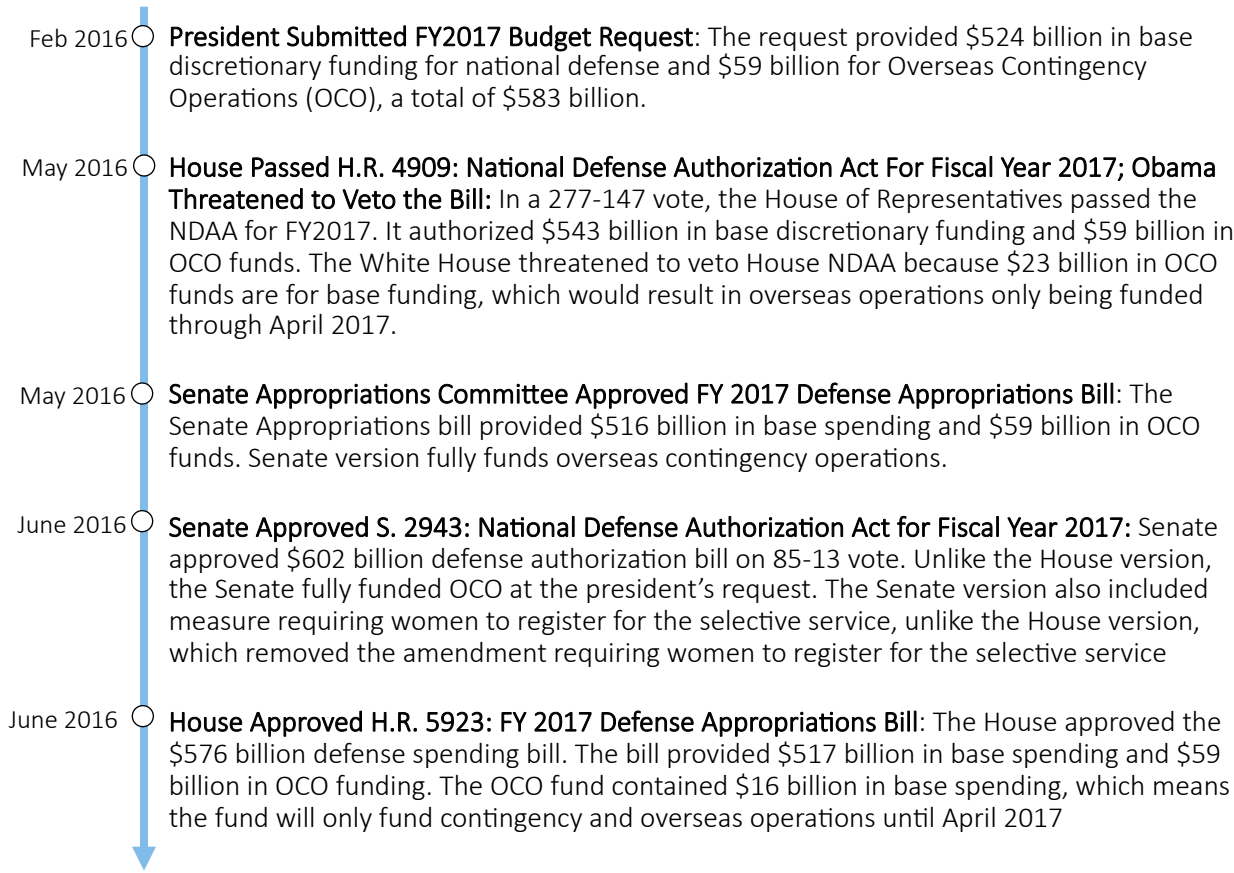 Feb 2016
President Submitted FY2017 Budget Request: The request provided $524 billion in base
discretionary funding for national defense and $59 billion for Overseas Contingency
Operations (OCO), a total of $583 billion.
May 2016
House Passed H.R. 4909: National Defense Authorization Act For Fiscal Year 2017; Obama
Threatened to Veto the Bill: In a 277-147 vote, the House of Representatives passed the
NDAA for FY2017. It authorized $543 billion in base discretionary funding and $59 billion in
OCO funds. The White House threatened to veto House NDAA because $23 billion in OCO
funds are for base funding, which would result in overseas operations only being funded
through April 2017.
May 2016
Senate Appropriations Committee Approved FY 2017 Defense Appropriations Bill: The
Senate Appropriations bill provided $516 billion in base spending and $59 billion in OCO
funds. Senate version fully funds overseas contingency operations.
June 2016
Senate Approved S. 2943: National Defense Authorization Act for Fiscal Year 2017: Senate
approved $602 billion defense authorization bill on 85-13 vote. Unlike the House version,
the Senate fully funded OCO at the president's request. The Senate version also included
measure requiring women to register for the selective service, unlike the House version,
which removed the amendment requiring women to register for the selective service
June 2016
House Approved H.R. 5923: FY 2017 Defense Appropriations Bill: The House approved the
$576 billion defense spending bill. The bill provided $517 billion in base spending and $59
billion in OCO funding. The OCO fund contained $16 billion in base spending, which means
the fund will only fund contingency and overseas operations until April 2017